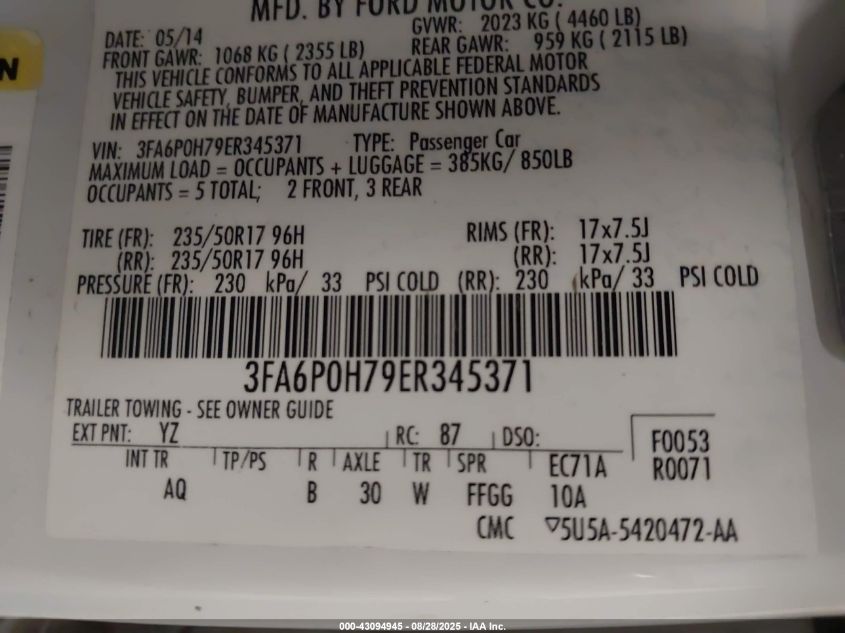 MFD. BY FORD MOTOR CO.
DATE: 05/14 GVWR: 2023 KG ( 4460 LB)
FRONT GAWR: 1068 KG ( 2355 LB) REAR GAWR: 959 KG ( 2115 LB)
THIS VEHICLE CONFORMS TO ALL APPLICABLE FEDERAL MOTOR
VEHICLE SAFETY, BUMPER, AND THEFT PREVENTION STANDARDS
IN EFFECT ON THE DATE OF MANUFACTURE SHOWN ABOVE.
VIN: 3FA6P0H79ER345371 TYPE: Passenger Car
MAXIMUM LOAD = OCCUPANTS + LUGGAGE = 385KG/ 850LB
OCCUPANTS = 5 TOTAL; 2 FRONT, 3 REAR
TIRE (FR): 235/50R17 96H RIMS (FR): 17x7.5J
(RR): 235/50R17 96H (RR): 17x7.5J
PRESSURE (FR): 230 kPa/ 33 PSI COLD (RR): 230 kPa/ 33 PSI COLD
3FA6P0H79ER345371
TRAILER TOWING - SEE OWNER GUIDE
EXT PNT: YZ RC: 87 DSO: F0053
INT TR TP/PS R AXLE TR SPR EC71A R0071
AQ B 30 W FFGG 10A
CMC ▽5U5A-5420472-AA
000-43094945 - 08/28/2025 - IAA Inc.